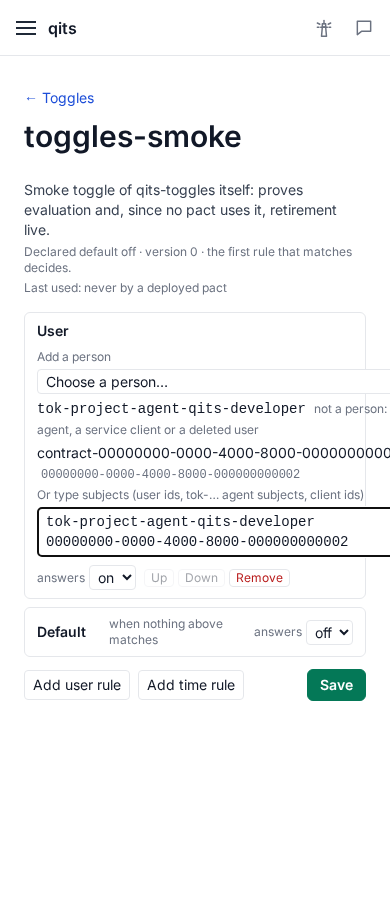 qits
← Toggles
toggles-smoke
Smoke toggle of qits-toggles itself: proves
evaluation and, since no pact uses it, retirement
live.
Declared default off · version 0 · the first rule that matches
decides.
Last used: never by a deployed pact
User
Add a person
Choose a person…
tok-project-agent-qits-developer not a person:
agent, a service client or a deleted user
contract-00000000-0000-4000-8000-0000000000
00000000-0000-4000-8000-000000000002
Or type subjects (user ids, tok-… agent subjects, client ids)
tok-project-agent-qits-developer
00000000-0000-4000-8000-000000000002
answers on Up Down Remove
Default when nothing above
matches answers off
Add user rule Add time rule Save